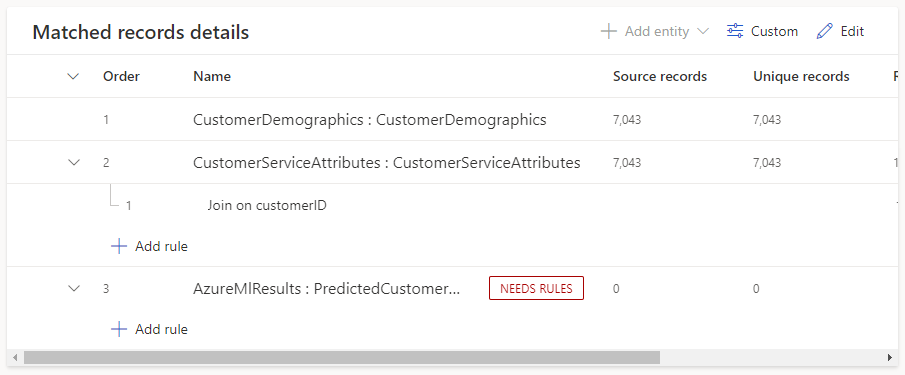 Matched records details Add entity Custom Edit
Order Name Source records Unique records R
1 CustomerDemographics : CustomerDemographics 7,043 7,043
2 CustomerServiceAttributes : CustomerServiceAttributes 7,043 7,043 1
1 Join on customerID
Add rule
3 AzureMlResults : PredictedCustomer... NEEDS RULES 0 0
Add rule